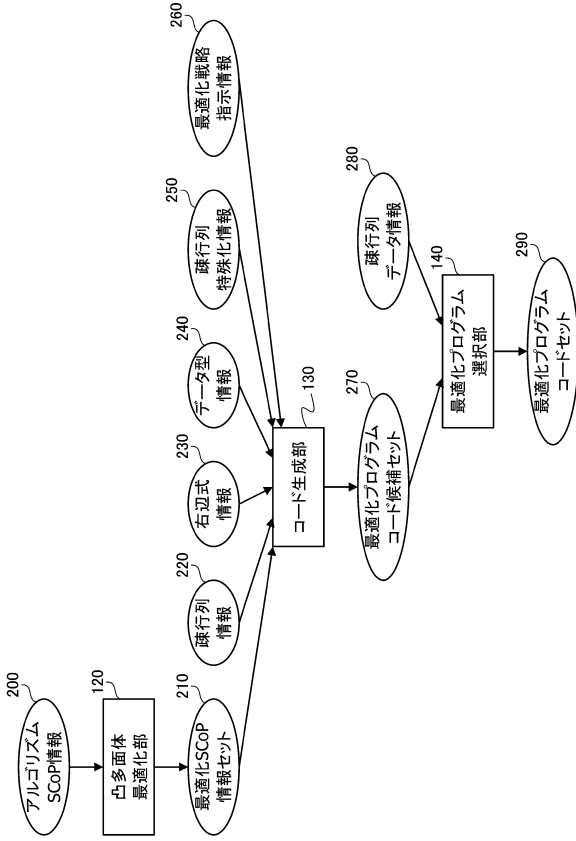 200
アルゴリズム
SCoP情報
120
凸多面体
最適化部
210
最適化SCoP
情報セット
220
疎行列
情報
230
右辺式
情報
240
データ型
情報
250
疎行列
特殊化情報
260
最適化戦略
指示情報
130
コード生成部
270
最適化プログラム
コード候補セット
280
疎行列
データ情報
140
最適化プログラム
選択部
290
最適化プログラム
コードセット